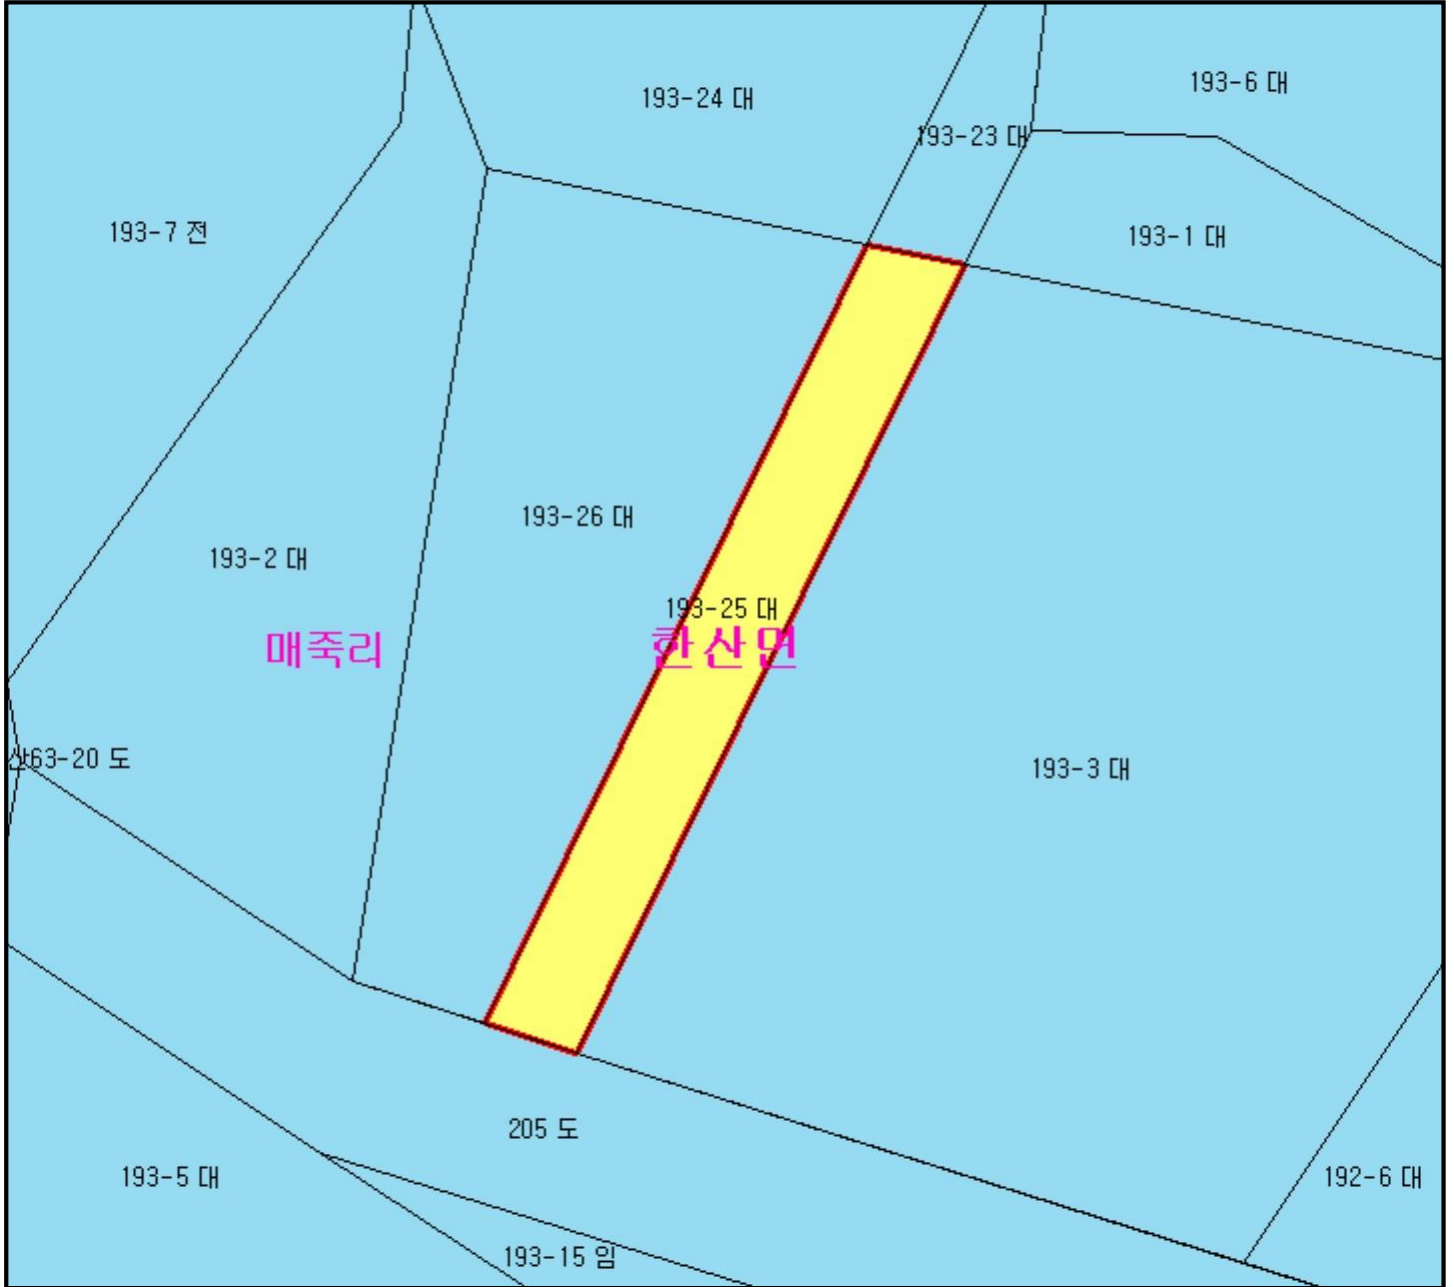 193-6 대
193-24 대
193-23 대
193-7 전
193-1 대
193-26 대
193-2 대
193-25 대
매죽리
한산면
산63-20 도
193-3 대
205 도
193-5 대
192-6 대
193-15 임